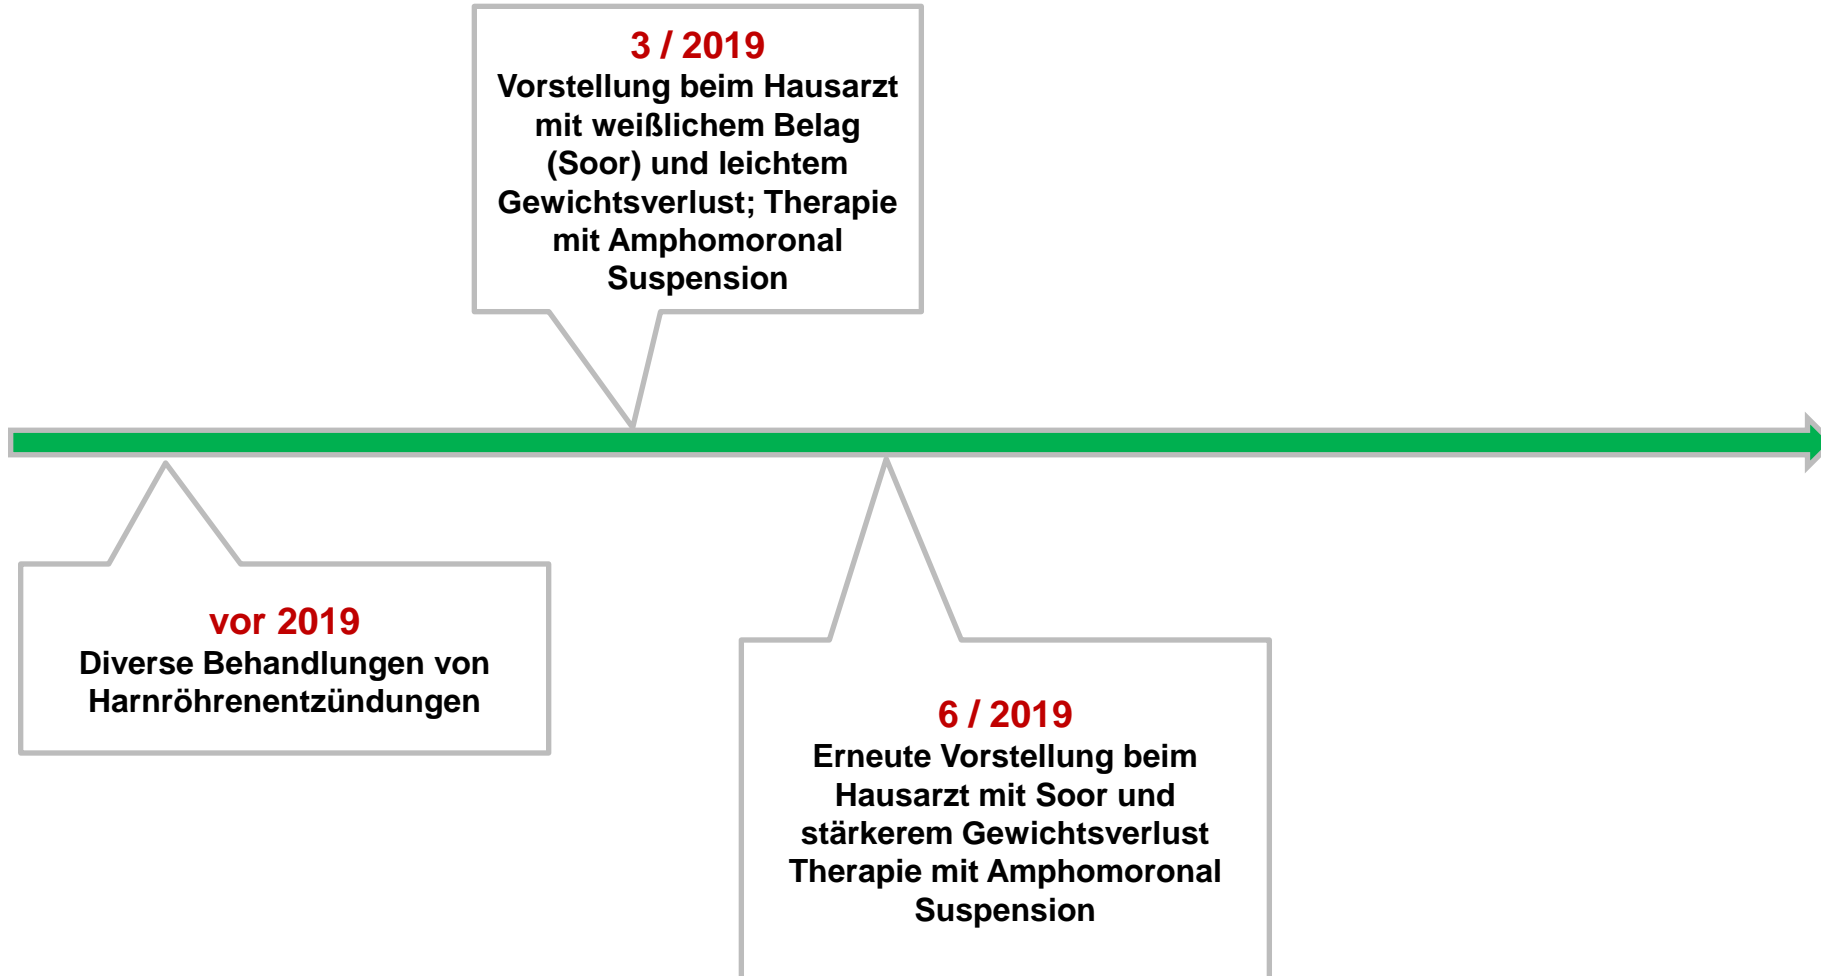 3 / 2019
Vorstellung beim Hausarzt
mit weißlichem Belag
(Soor) und leichtem
Gewichtsverlust; Therapie
mit Amphomoronal
Suspension
vor 2019
Diverse Behandlungen von
Harnröhrenentzündungen
6 / 2019
Erneute Vorstellung beim
Hausarzt mit Soor und
stärkerem Gewichtsverlust
Therapie mit Amphomoronal
Suspension